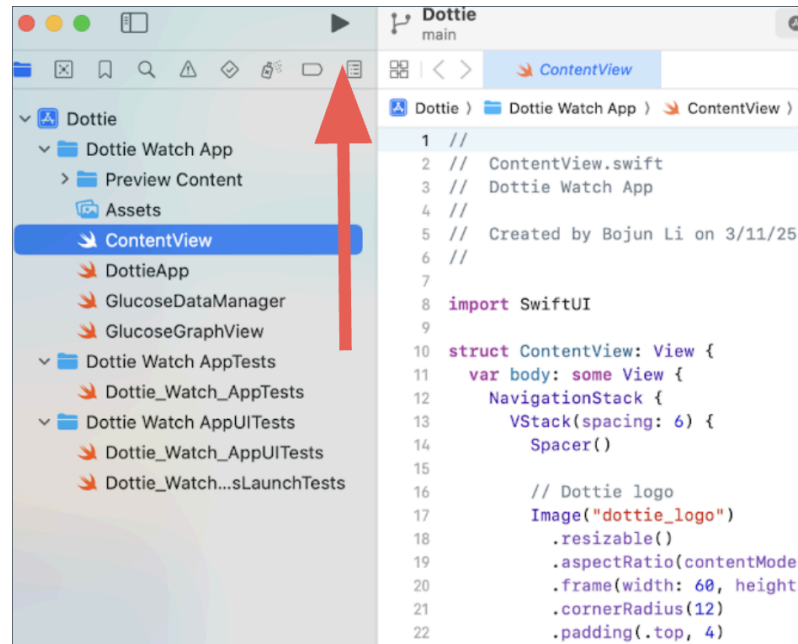 Dottie
main
ContentView
Dottie
Dottie Watch App
Preview Content
Assets
ContentView
DottieApp
GlucoseDataManager
GlucoseGraphView
Dottie Watch AppTests
Dottie_Watch_AppTests
Dottie Watch AppUITests
Dottie_Watch_AppUITests
Dottie_Watch...sLaunchTests
Dottie ⟩ Dottie Watch App ⟩ ContentView ⟩
1 //
2 //  ContentView.swift
3 //  Dottie Watch App
4 //
5 //  Created by Bojun Li on 3/11/25
6 //
7
8 import SwiftUI
9
10 struct ContentView: View {
11   var body: some View {
12     NavigationStack {
13       VStack(spacing: 6) {
14         Spacer()
15
16         // Dottie logo
17         Image("dottie_logo")
18           .resizable()
19           .aspectRatio(contentMode
20           .frame(width: 60, height
21           .cornerRadius(12)
22           .padding(.top, 4)